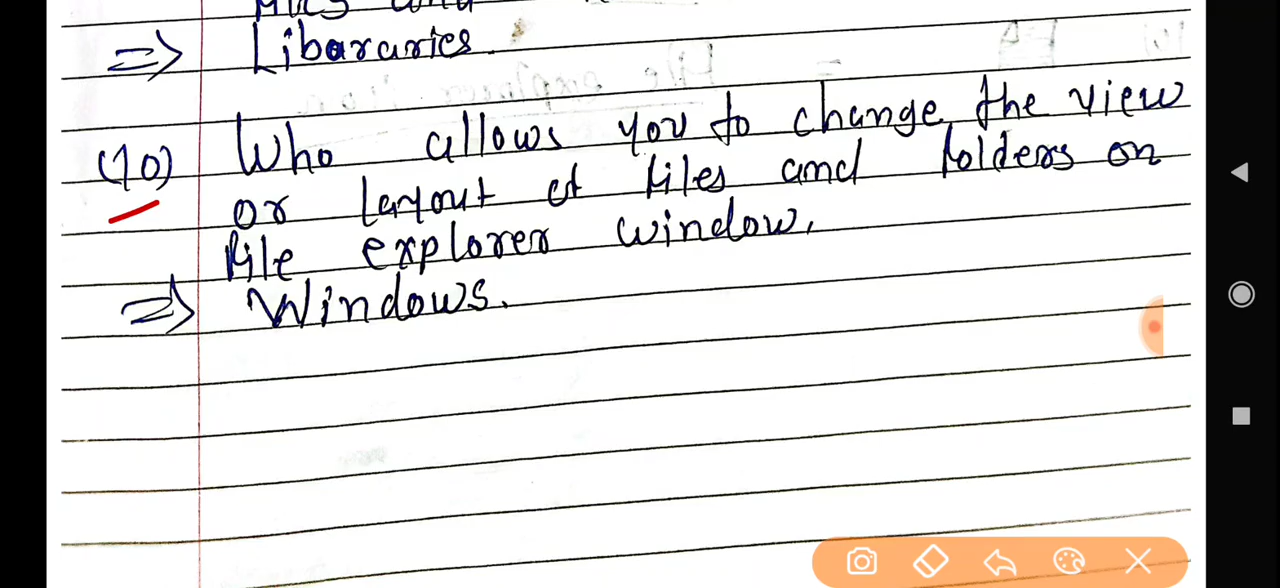 => Libararies.
(10) Who allows you to change the view
or layout of files and folders on
file explorer window.
=> Windows.